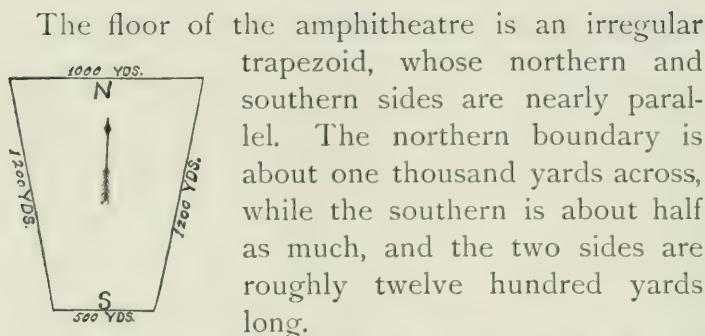 The floor of the amphitheatre is an irregular
trapezoid, whose northern and
southern sides are nearly paral-
lel. The northern boundary is
about one thousand yards across,
while the southern is about half
as much, and the two sides are
roughly twelve hundred yards
long.
1000 YDS.
N
1200 YDS.
1200 YDS.
S
500 YDS.